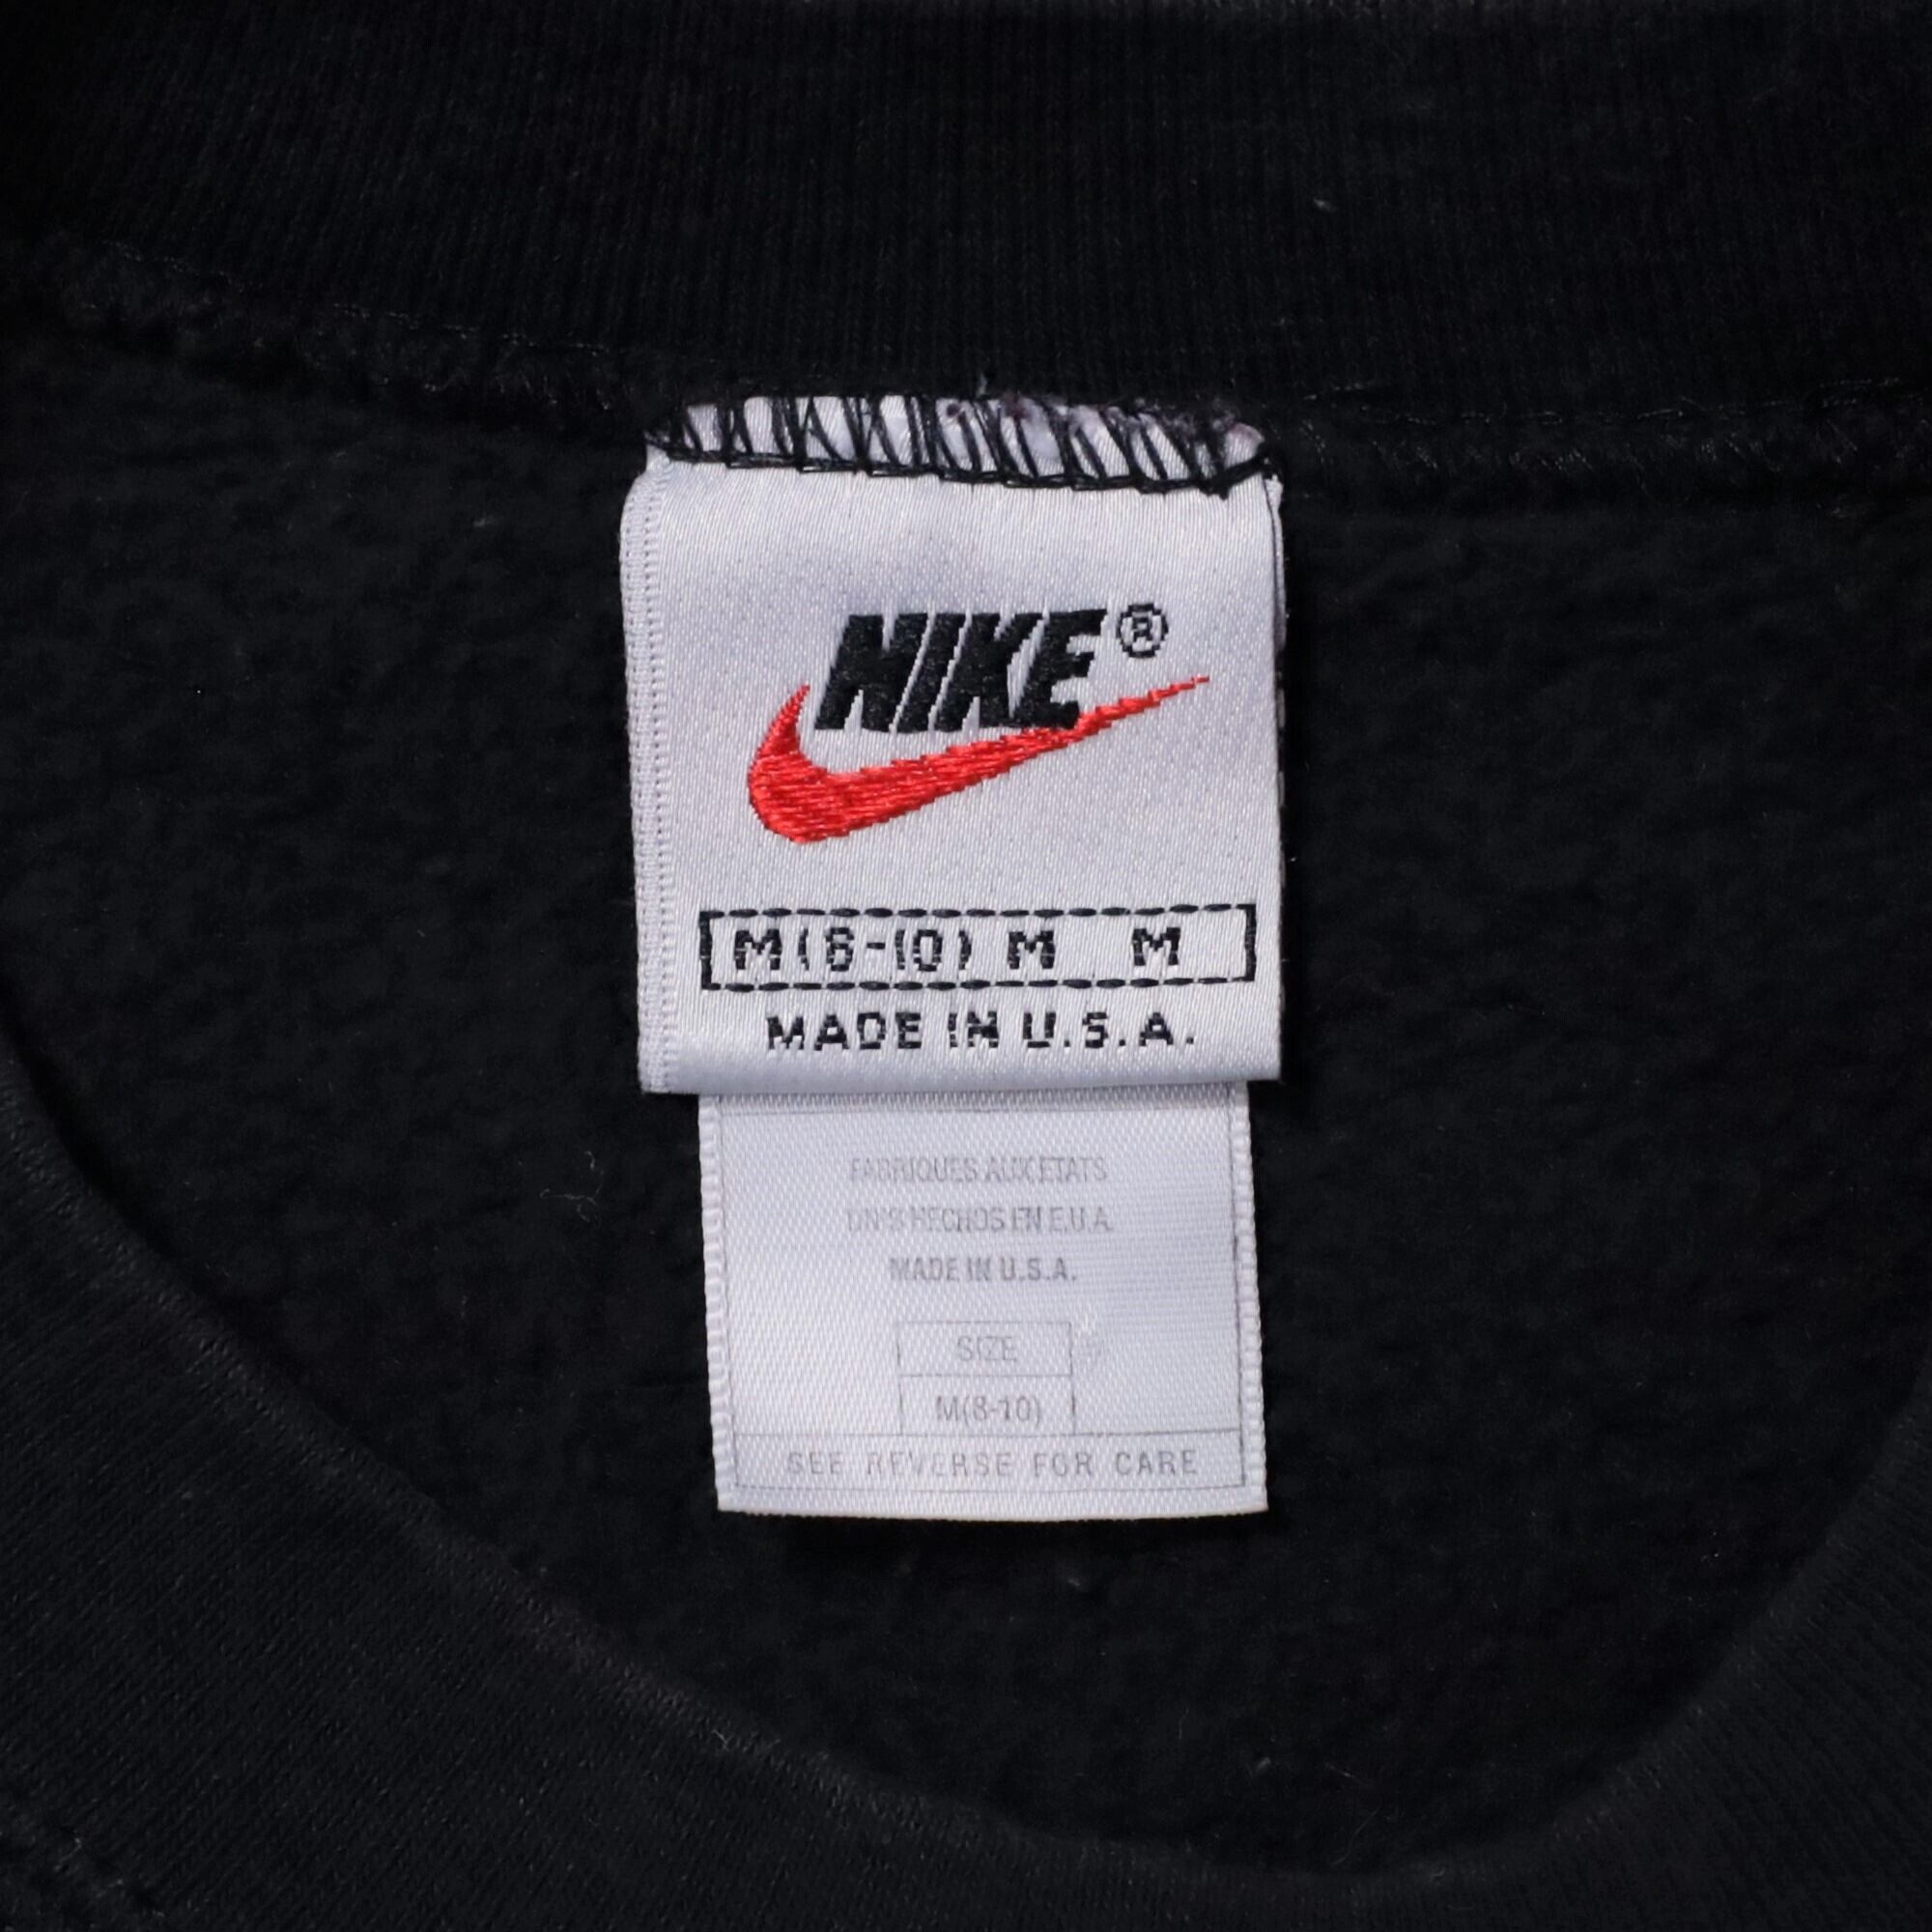 NIKE®
M(8-10) M M
MADE IN U.S.A.
FABRIQUES AUX ETATS
UNIS HECHOS EN E.U.A.
MADE IN U.S.A.
SIZE
M(8-10)
SEE REVERSE FOR CARE